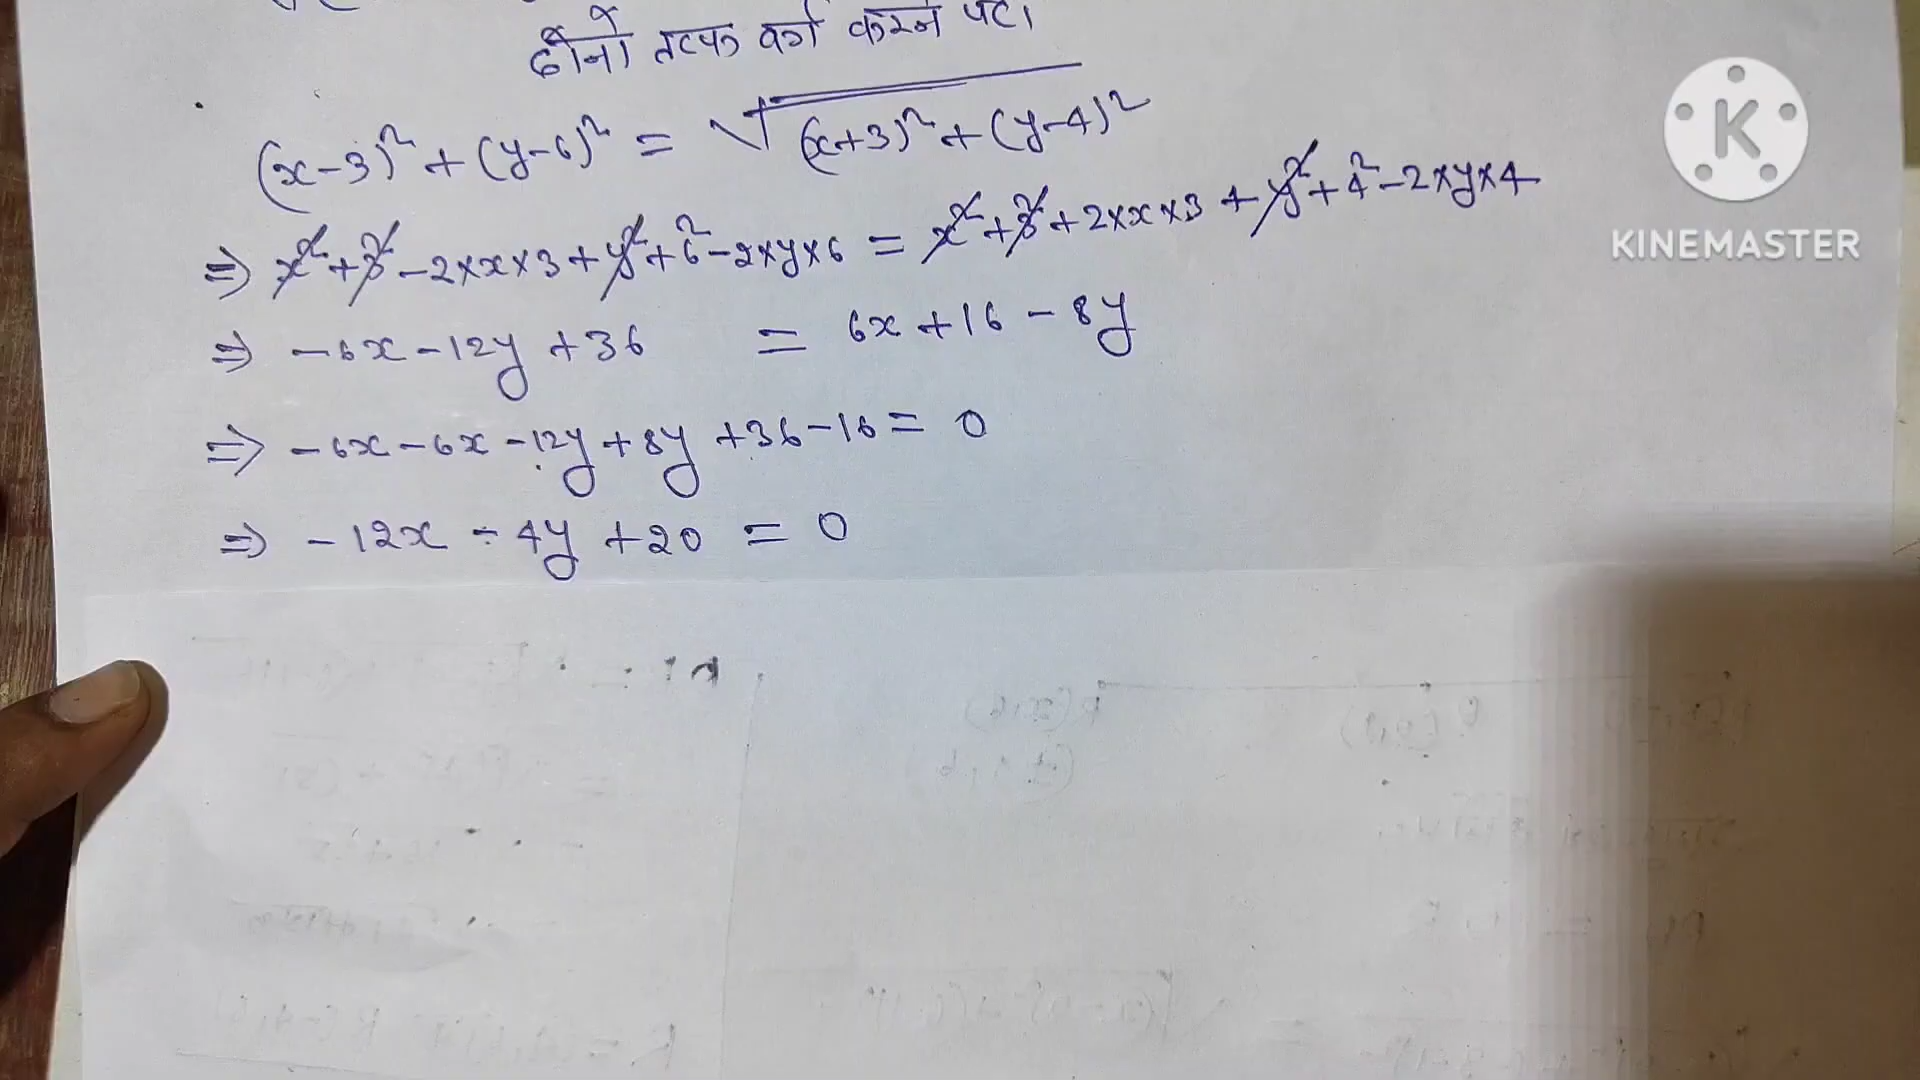 दोनो तरफ वर्ग करने पर।
(x-3)² + (y-6)² = √(x+3)² + (y-4)²
⇒ x² + 3² - 2×x×3 + y² + 6² - 2×y×6 = x² + 3² + 2×x×3 + y² + 4² - 2×y×4
⇒ -6x - 12y + 36 = 6x + 16 - 8y
⇒ -6x - 6x - 12y + 8y + 36 - 16 = 0
⇒ -12x - 4y + 20 = 0
K
KINEMASTER